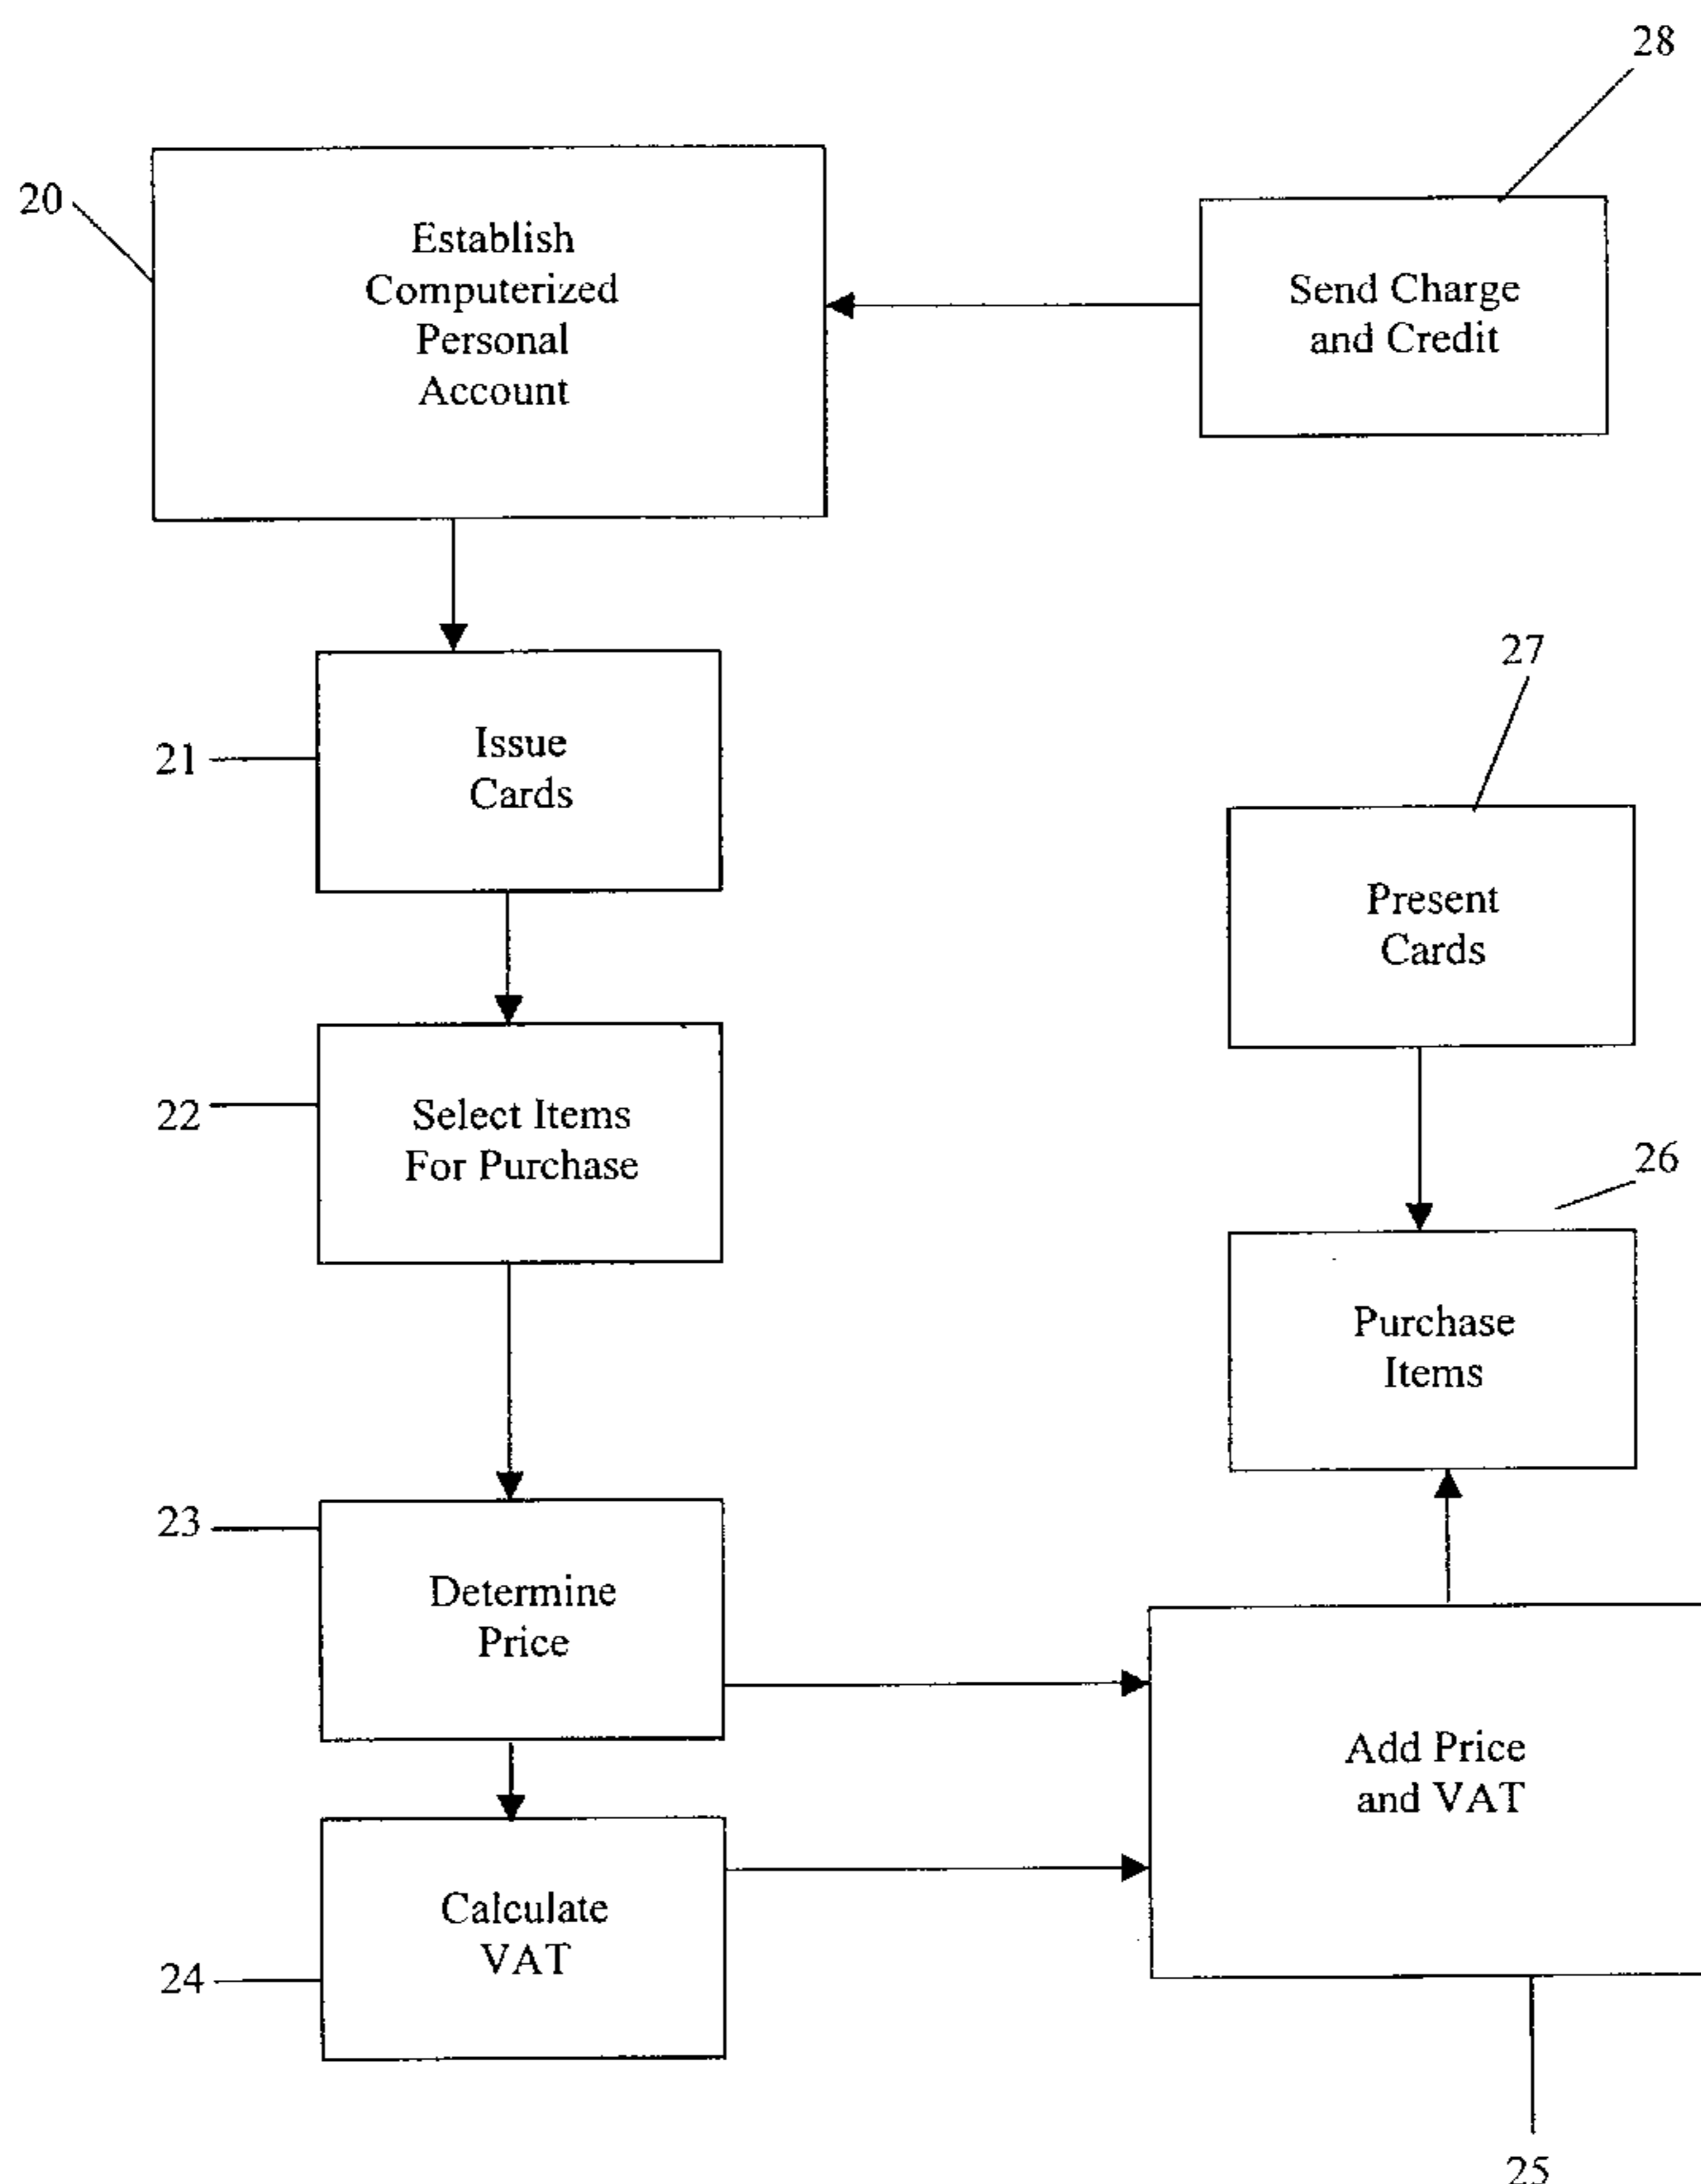 28
20
Establish
Computerized
Personal
Account
Send Charge
and Credit
21
Issue
Cards
27
Present
Cards
22
Select Items
For Purchase
26
Purchase
Items
23
Determine
Price
Add Price
and VAT
24
Calculate
VAT
25